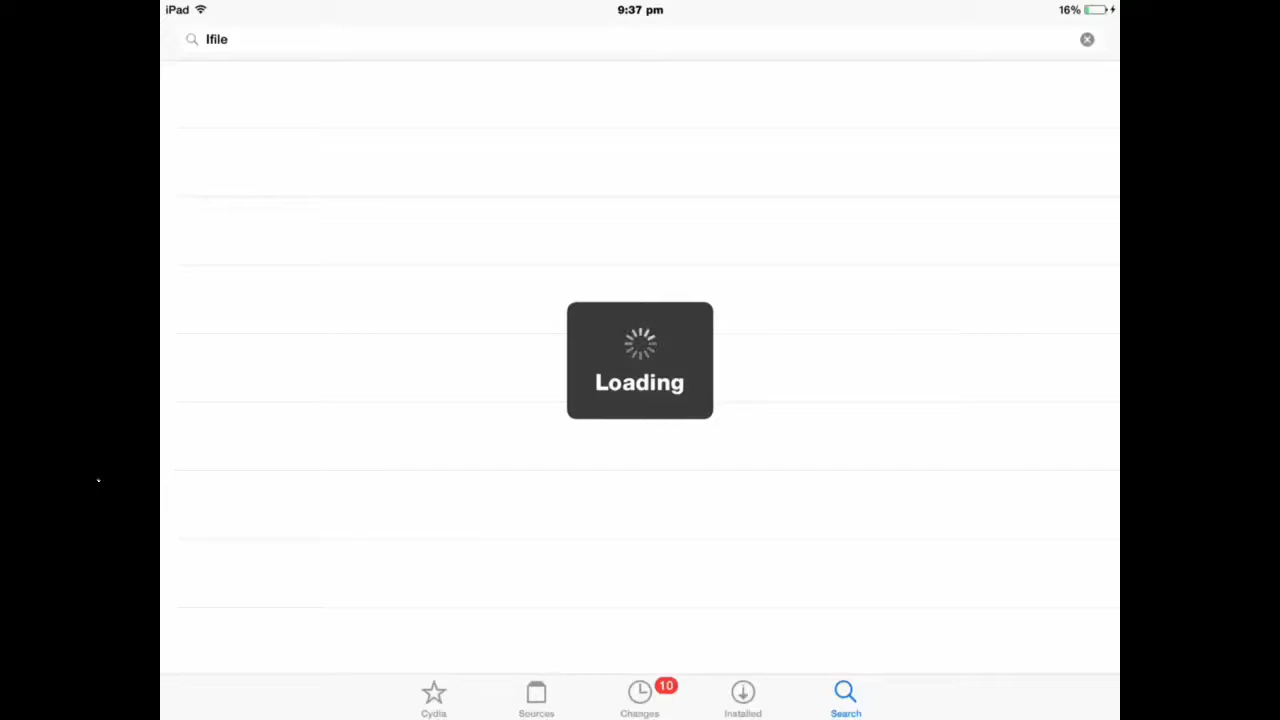 iPad 9:37 pm 16%
Ifile
Loading
10
Cydia Sources Changes Installed Search